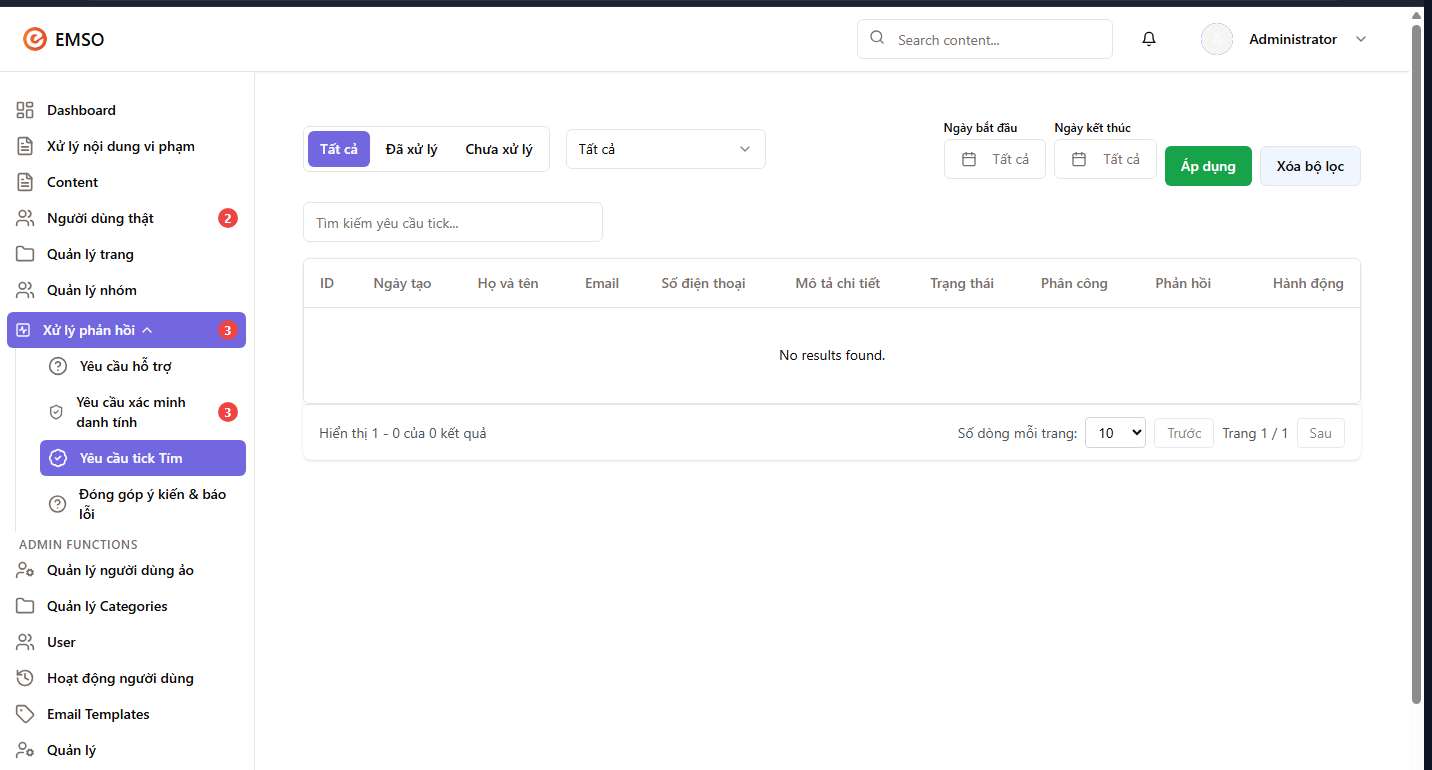 EMSO
Search content...
Administrator
Dashboard
Xử lý nội dung vi phạm
Content
Người dùng thật
2
Quản lý trang
Quản lý nhóm
Xử lý phản hồi
3
Yêu cầu hỗ trợ
Yêu cầu xác minh
danh tính
3
Yêu cầu tick Tím
Đóng góp ý kiến & báo
lỗi
ADMIN FUNCTIONS
Quản lý người dùng ảo
Quản lý Categories
User
Hoạt động người dùng
Email Templates
Quản lý
Tất cả Đã xử lý Chưa xử lý
Tất cả
Ngày bắt đầu
Tất cả
Ngày kết thúc
Tất cả
Áp dụng
Xóa bộ lọc
Tìm kiếm yêu cầu tick...
ID Ngày tạo Họ và tên Email Số điện thoại Mô tả chi tiết Trạng thái Phân công Phản hồi Hành động
No results found.
Hiển thị 1 - 0 của 0 kết quả
Số dòng mỗi trang: 10 Trước Trang 1 / 1 Sau